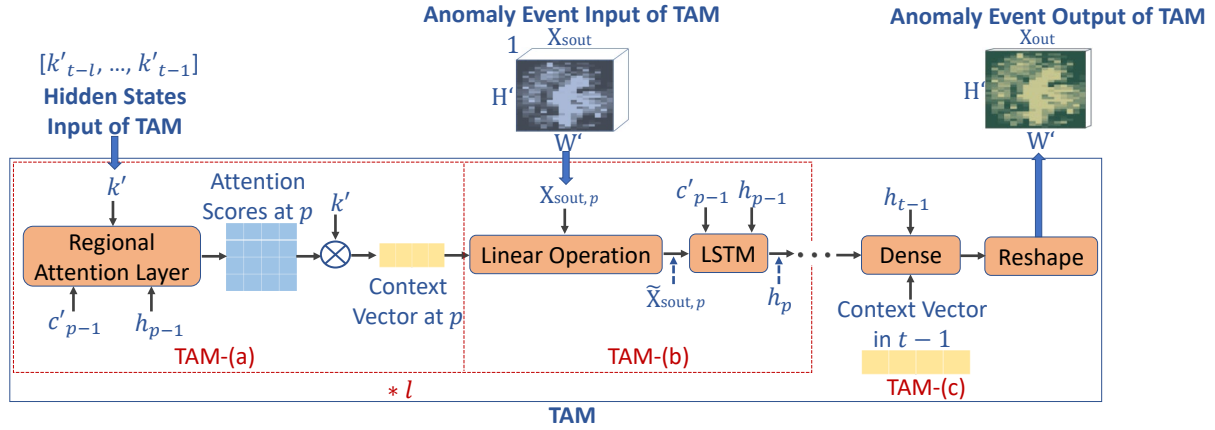 Anomaly Event Input of TAM
Anomaly Event Output of TAM
[k′t−l, ..., k′t−1]
Hidden States
Input of TAM
1
Xsout
H‘
W‘
Xout
H‘
W‘
k′
Attention
Scores at p
k′
Xsout, p
c′p−1
hp−1
ht−1
Regional
Attention Layer
Linear Operation
LSTM
Dense
Reshape
c′p−1
hp−1
Context
Vector at p
X̃sout, p
hp
Context Vector
in t − 1
TAM-(a)
TAM-(b)
TAM-(c)
∗ l
TAM